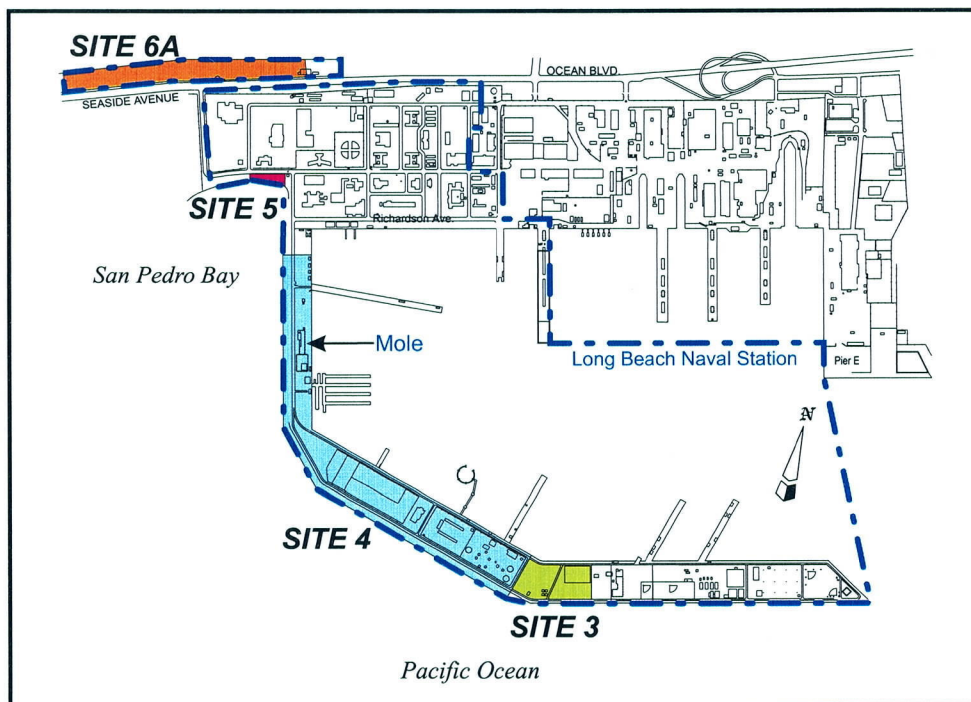 SITE 6A
OCEAN BLVD.
SEASIDE AVENUE
SITE 5
Richardson Ave.
San Pedro Bay
Mole
Long Beach Naval Station
Pier E
N
SITE 4
SITE 3
Pacific Ocean